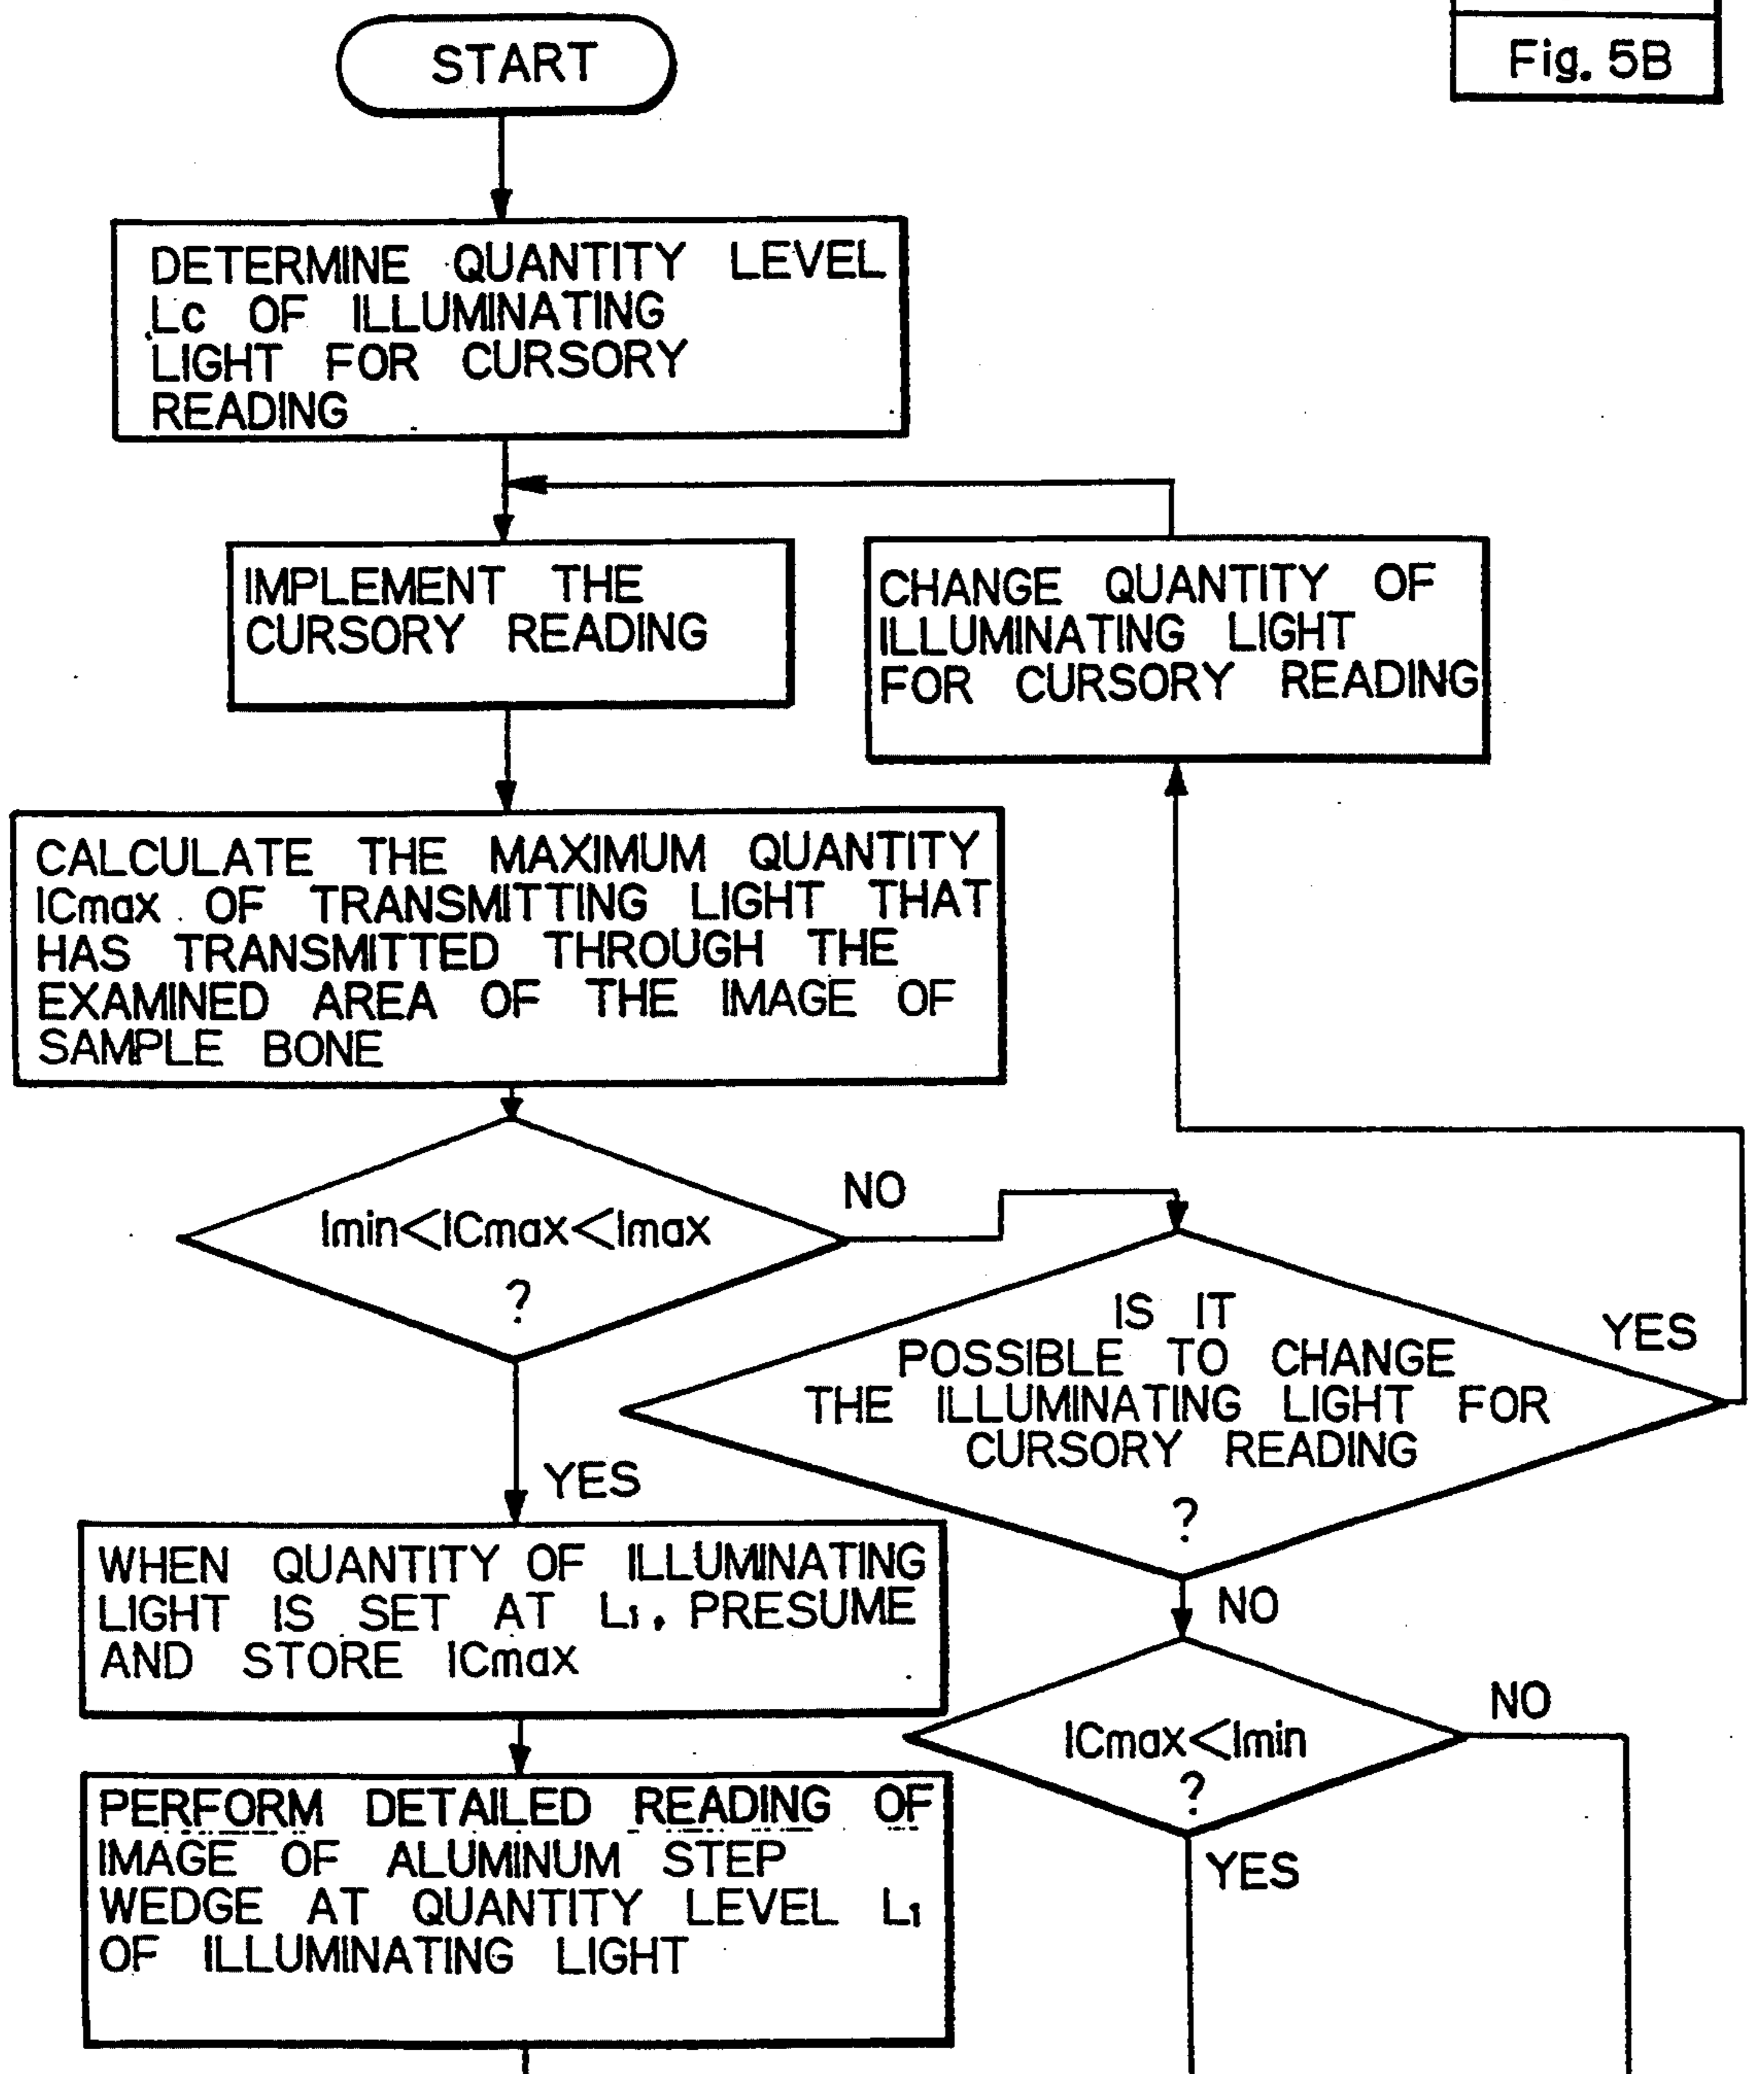 Fig. 5B
START
DETERMINE QUANTITY LEVEL
Lc OF ILLUMINATING
LIGHT FOR CURSORY
READING
IMPLEMENT THE
CURSORY READING
CHANGE QUANTITY OF
ILLUMINATING LIGHT
FOR CURSORY READING
CALCULATE THE MAXIMUM QUANTITY
ICmax OF TRANSMITTING LIGHT THAT
HAS TRANSMITTED THROUGH THE
EXAMINED AREA OF THE IMAGE OF
SAMPLE BONE
Imin<ICmax<Imax
?
NO
YES
IS IT
POSSIBLE TO CHANGE
THE ILLUMINATING LIGHT FOR
CURSORY READING
?
YES
NO
WHEN QUANTITY OF ILLUMINATING
LIGHT IS SET AT L1, PRESUME
AND STORE ICmax
ICmax<Imin
?
NO
YES
PERFORM DETAILED READING OF
IMAGE OF ALUMINUM STEP
WEDGE AT QUANTITY LEVEL L1
OF ILLUMINATING LIGHT